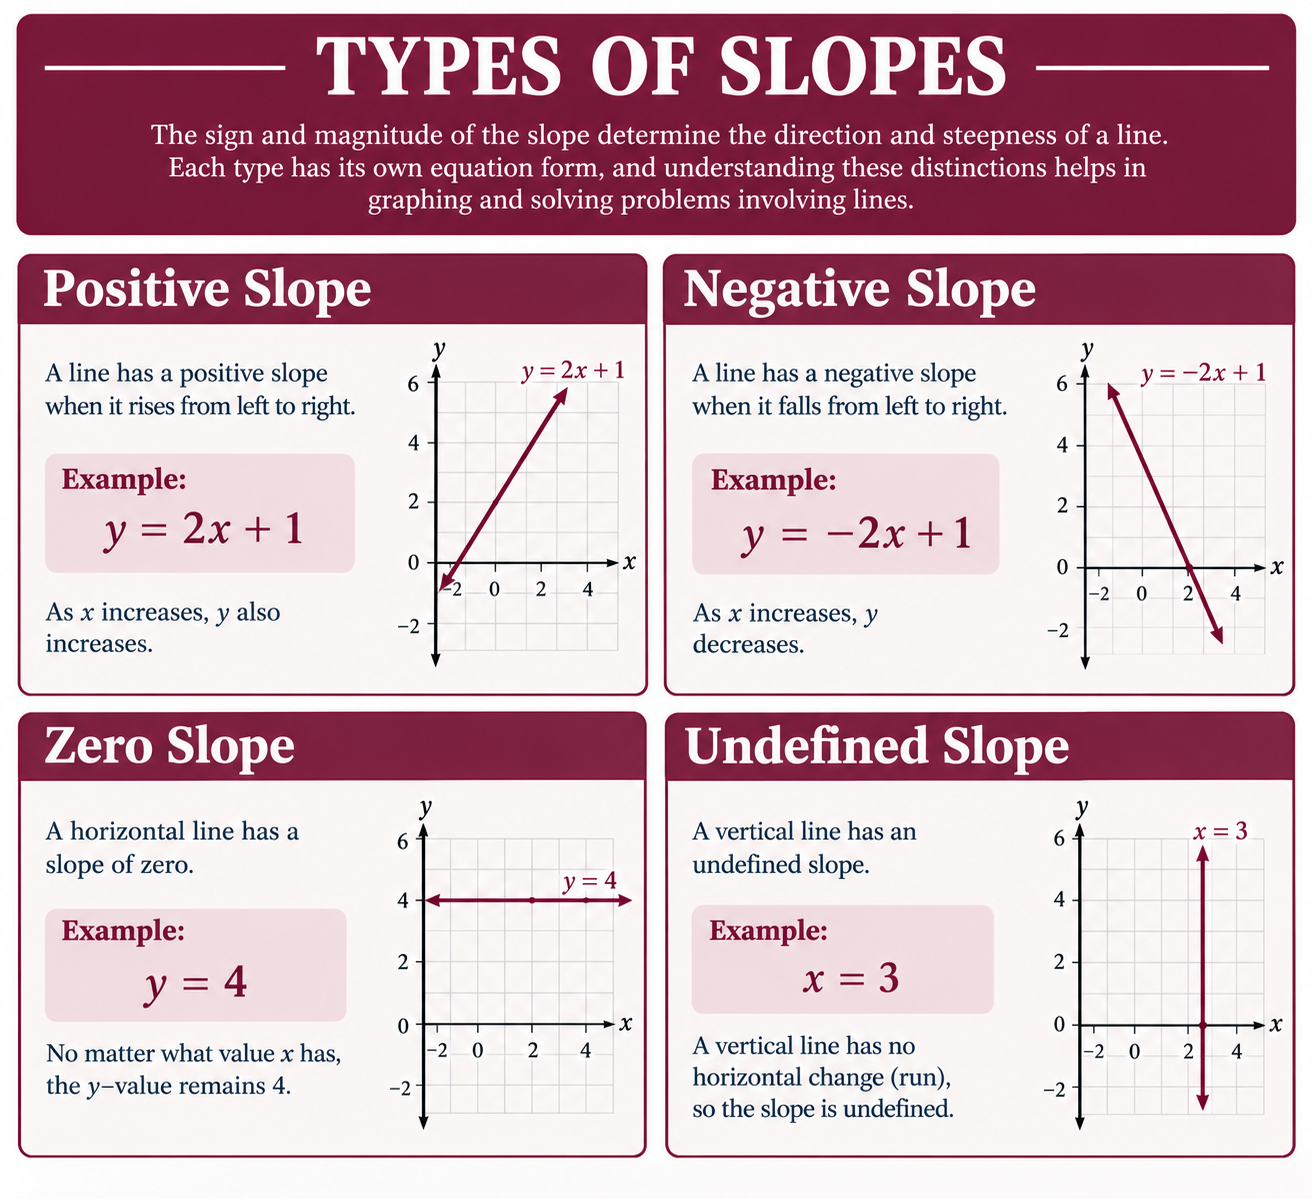 TYPES OF SLOPES
The sign and magnitude of the slope determine the direction and steepness of a line.
Each type has its own equation form, and understanding these distinctions helps in
graphing and solving problems involving lines.
Positive Slope
A line has a positive slope
when it rises from left to right.
Example:
y = 2x + 1
As x increases, y also
increases.
y
y = 2x + 1
6
4
2
0
x
−2 0 2 4
−2
Negative Slope
A line has a negative slope
when it falls from left to right.
Example:
y = −2x + 1
As x increases, y
decreases.
y
y = −2x + 1
6
4
2
0
x
−2 0 2 4
−2
Zero Slope
A horizontal line has a
slope of zero.
Example:
y = 4
No matter what value x has,
the y−value remains 4.
y
6
y = 4
4
2
0
x
−2 0 2 4
−2
Undefined Slope
A vertical line has an
undefined slope.
Example:
x = 3
A vertical line has no
horizontal change (run),
so the slope is undefined.
y
x = 3
6
4
2
0
x
−2 0 2 4
−2